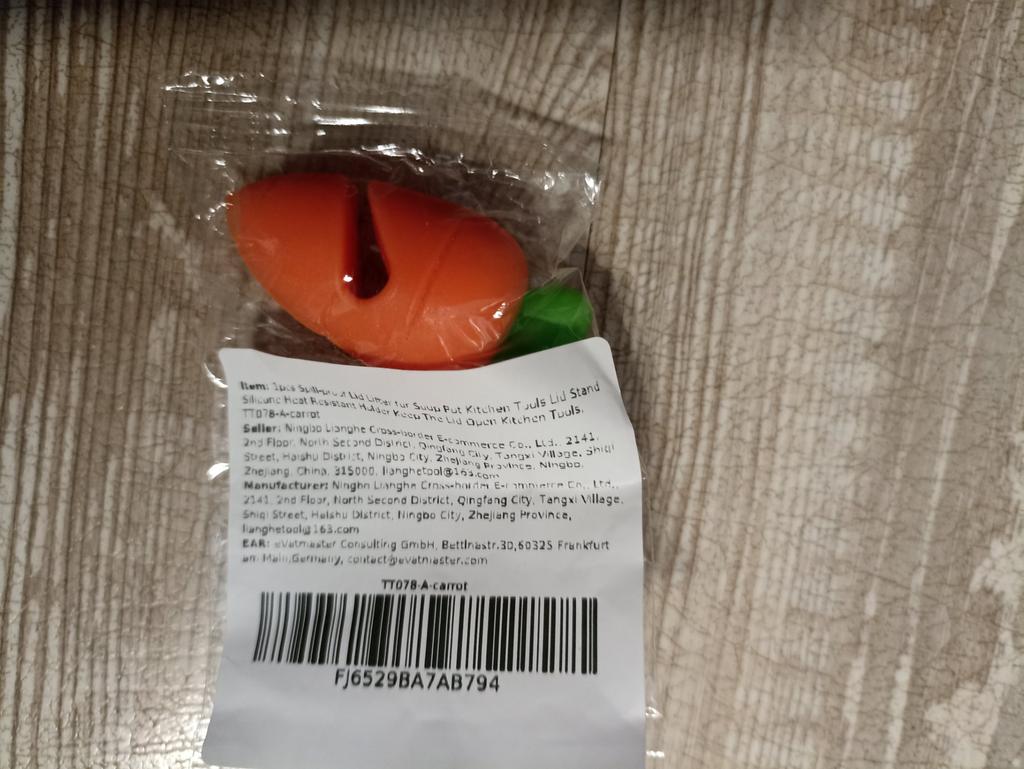 Item: 1pcs Spill-proof Lid Lifter for Soup Pot Kitchen Tools Lid Stand
Silicone Heat Resistant Holder Keep The Lid Open Kitchen Tools,
TT078-A-carrot
Seller: Ningbo Lianghe Cross-border E-commerce Co., Ltd., 2141,
2nd Floor, North Second District, Qingfang City, Tangxi Village, Shiqi
Street, Haishu District, Ningbo City, Zhejiang Province, Ningbo,
Zhejiang, China, 315000, lianghetool@163.com
Manufacturer: Ningbo Lianghe Cross-border E-commerce Co., Ltd.,
2141, 2nd Floor, North Second District, Qingfang City, Tangxi Village,
Shiqi Street, Haishu District, Ningbo City, Zhejiang Province,
lianghetool@163.com
EAR: eVatmaster Consulting GmbH, Bettinastr.30,60325 Frankfurt
am Main,Germany, contact@evatmaster.com
TT078-A-carrot
FJ6529BA7AB794